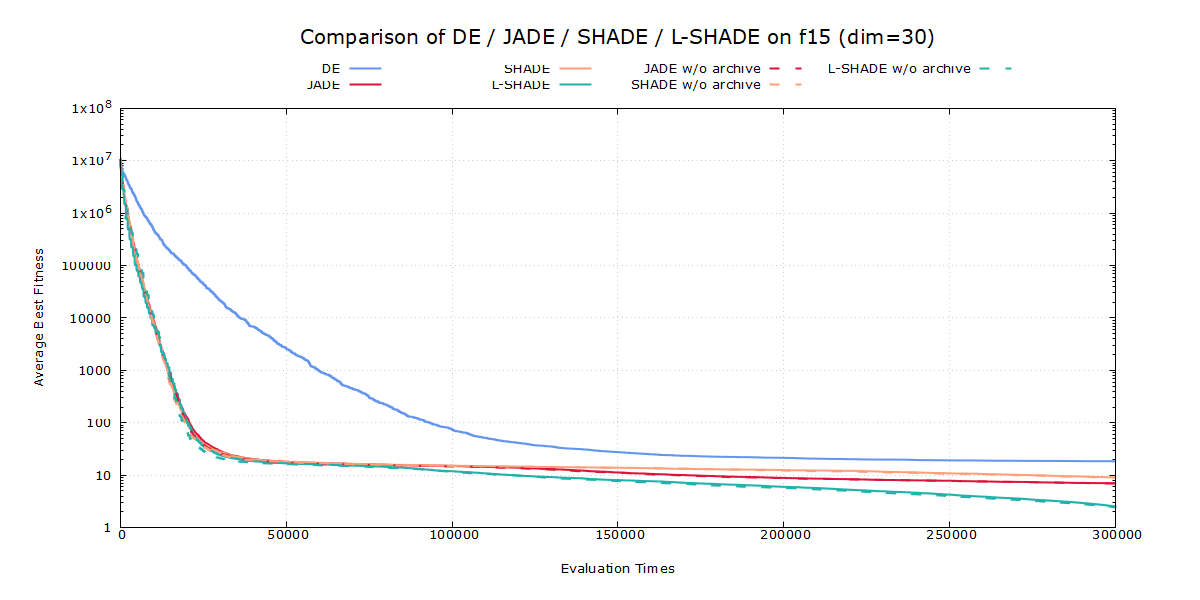 Comparison of DE / JADE / SHADE / L-SHADE on f15 (dim=30)
DE SHADE JADE w/o archive L-SHADE w/o archive
JADE L-SHADE SHADE w/o archive
1x10^8
1x10^7
1x10^6
100000
10000
1000
100
10
1
Average Best Fitness
0 50000 100000 150000 200000 250000 300000
Evaluation Times